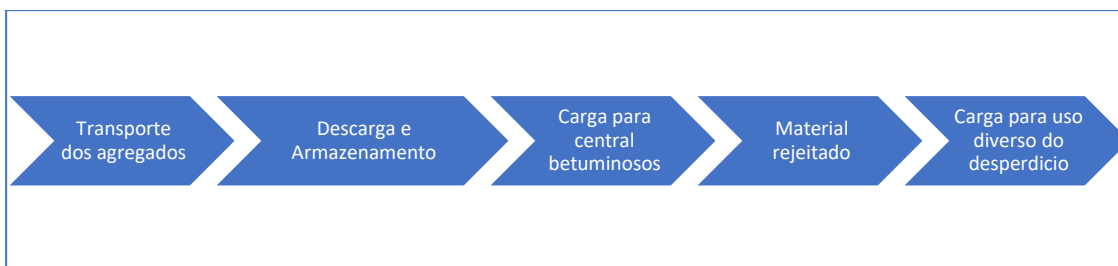 Transporte
dos agregados
Descarga e
Armazenamento
Carga para
central
betuminosos
Material
rejeitado
Carga para uso
diverso do
desperdicio